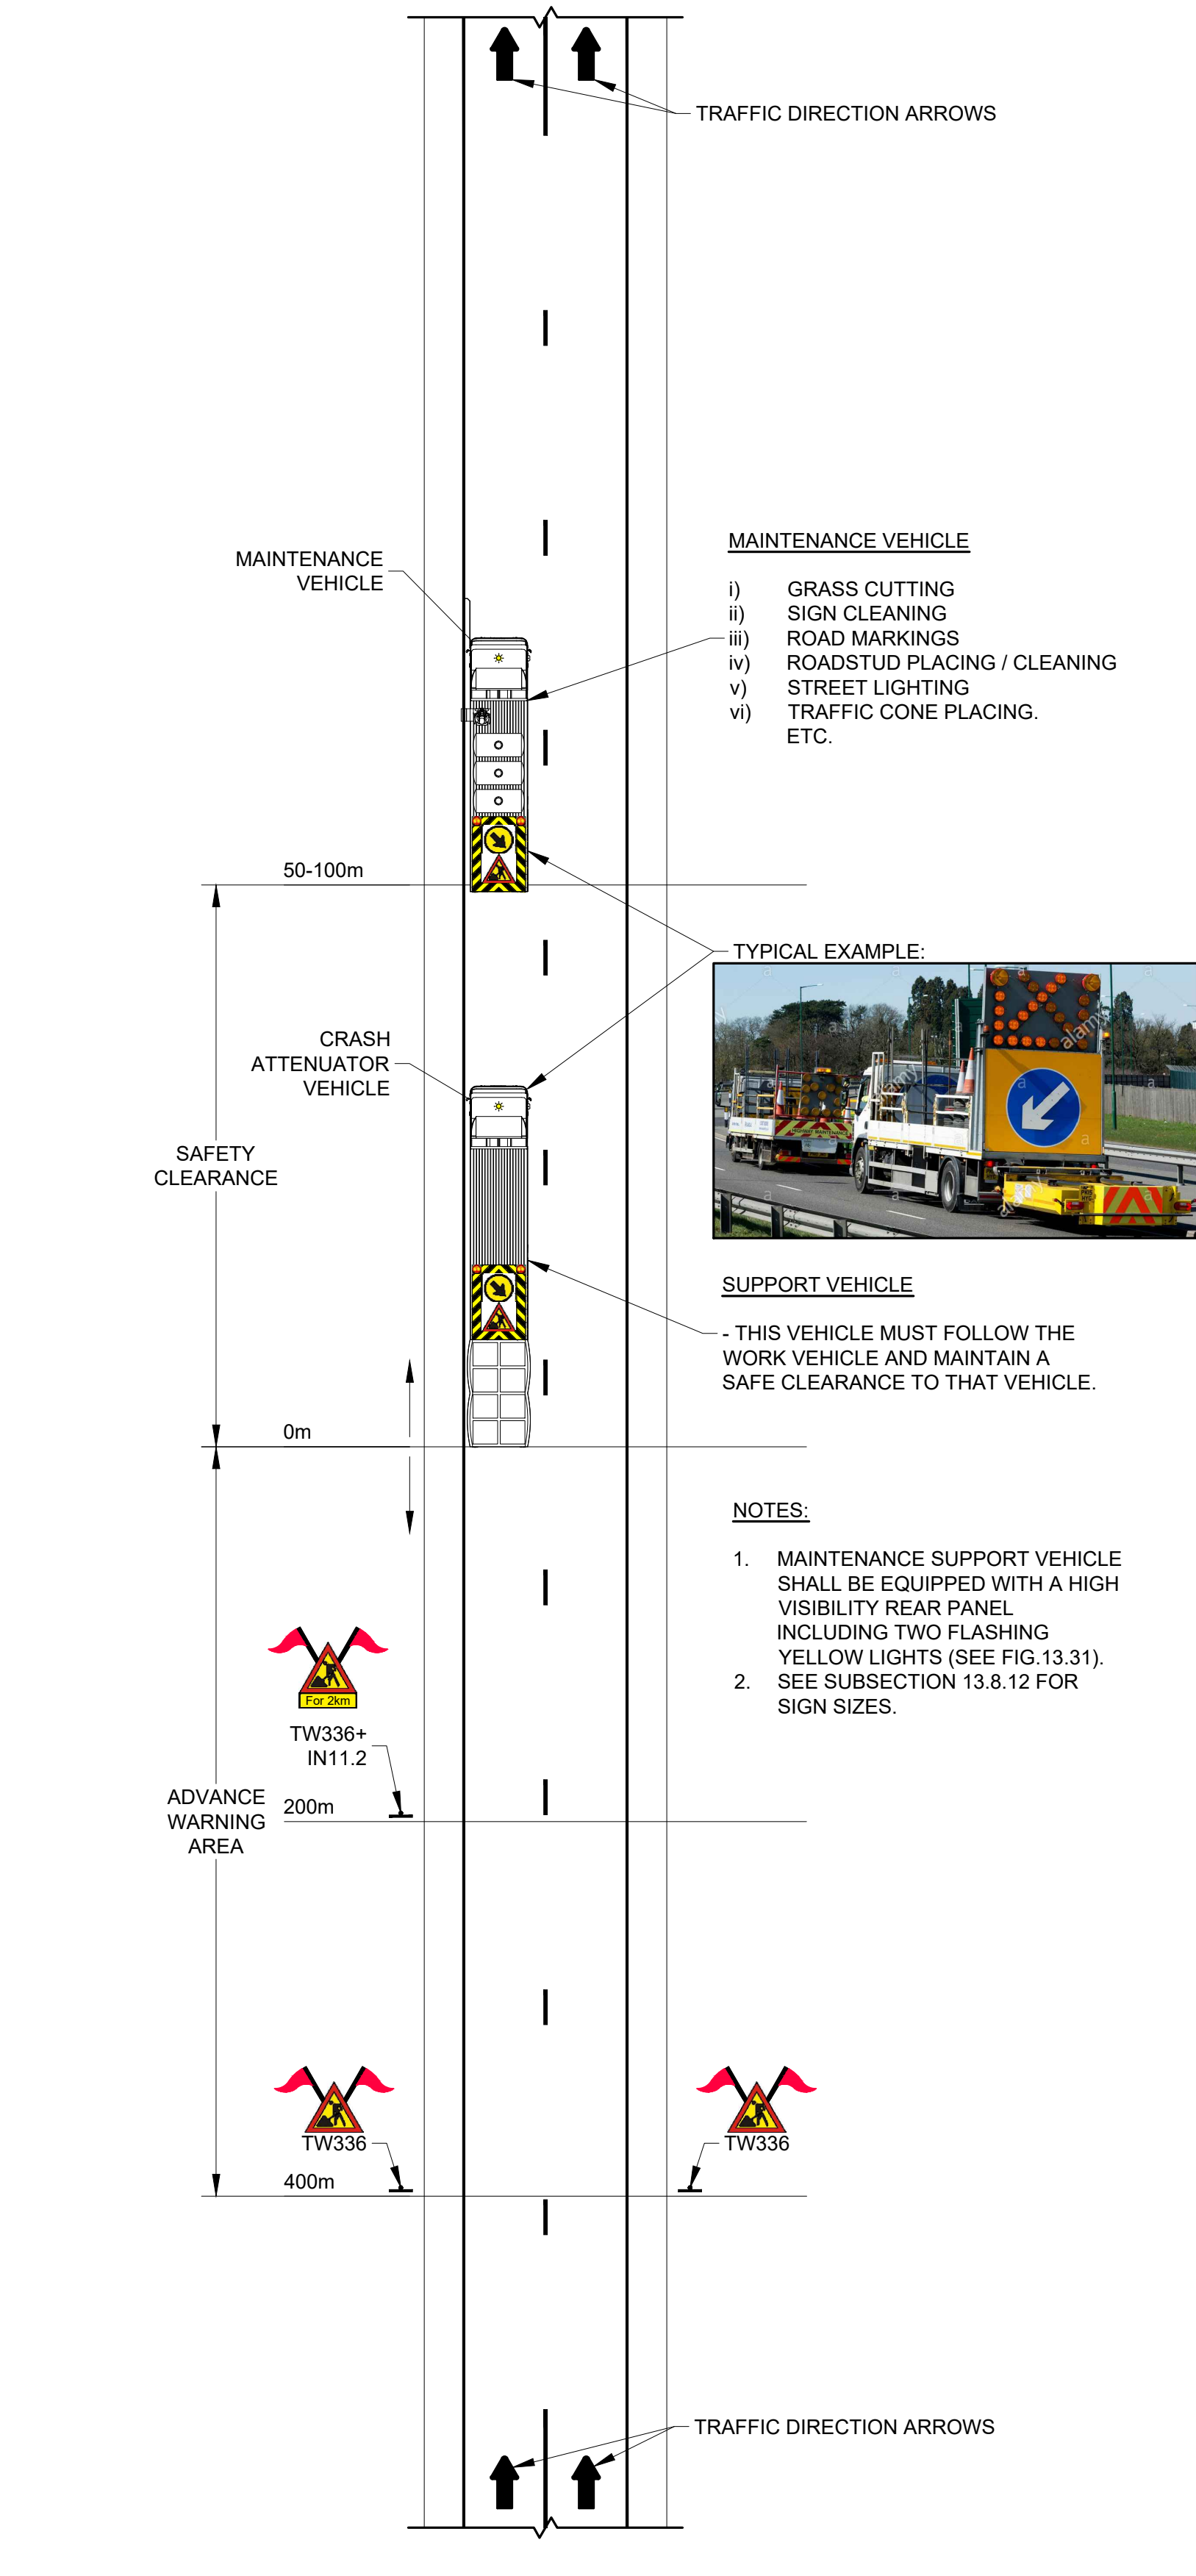 TRAFFIC DIRECTION ARROWS
MAINTENANCE
VEHICLE
MAINTENANCE VEHICLE
i) GRASS CUTTING
ii) SIGN CLEANING
iii) ROAD MARKINGS
iv) ROADSTUD PLACING / CLEANING
v) STREET LIGHTING
vi) TRAFFIC CONE PLACING.
ETC.
50-100m
TYPICAL EXAMPLE:
a
alamy
HIGHWAY MAINTENANCE
CRASH
ATTENUATOR
VEHICLE
SAFETY
CLEARANCE
SUPPORT VEHICLE
- THIS VEHICLE MUST FOLLOW THE
WORK VEHICLE AND MAINTAIN A
SAFE CLEARANCE TO THAT VEHICLE.
0m
NOTES:
1. MAINTENANCE SUPPORT VEHICLE
SHALL BE EQUIPPED WITH A HIGH
VISIBILITY REAR PANEL
INCLUDING TWO FLASHING
YELLOW LIGHTS (SEE FIG.13.31).
2. SEE SUBSECTION 13.8.12 FOR
SIGN SIZES.
For 2km
TW336+
IN11.2
ADVANCE
WARNING
AREA
200m
TW336
TW336
400m
TRAFFIC DIRECTION ARROWS